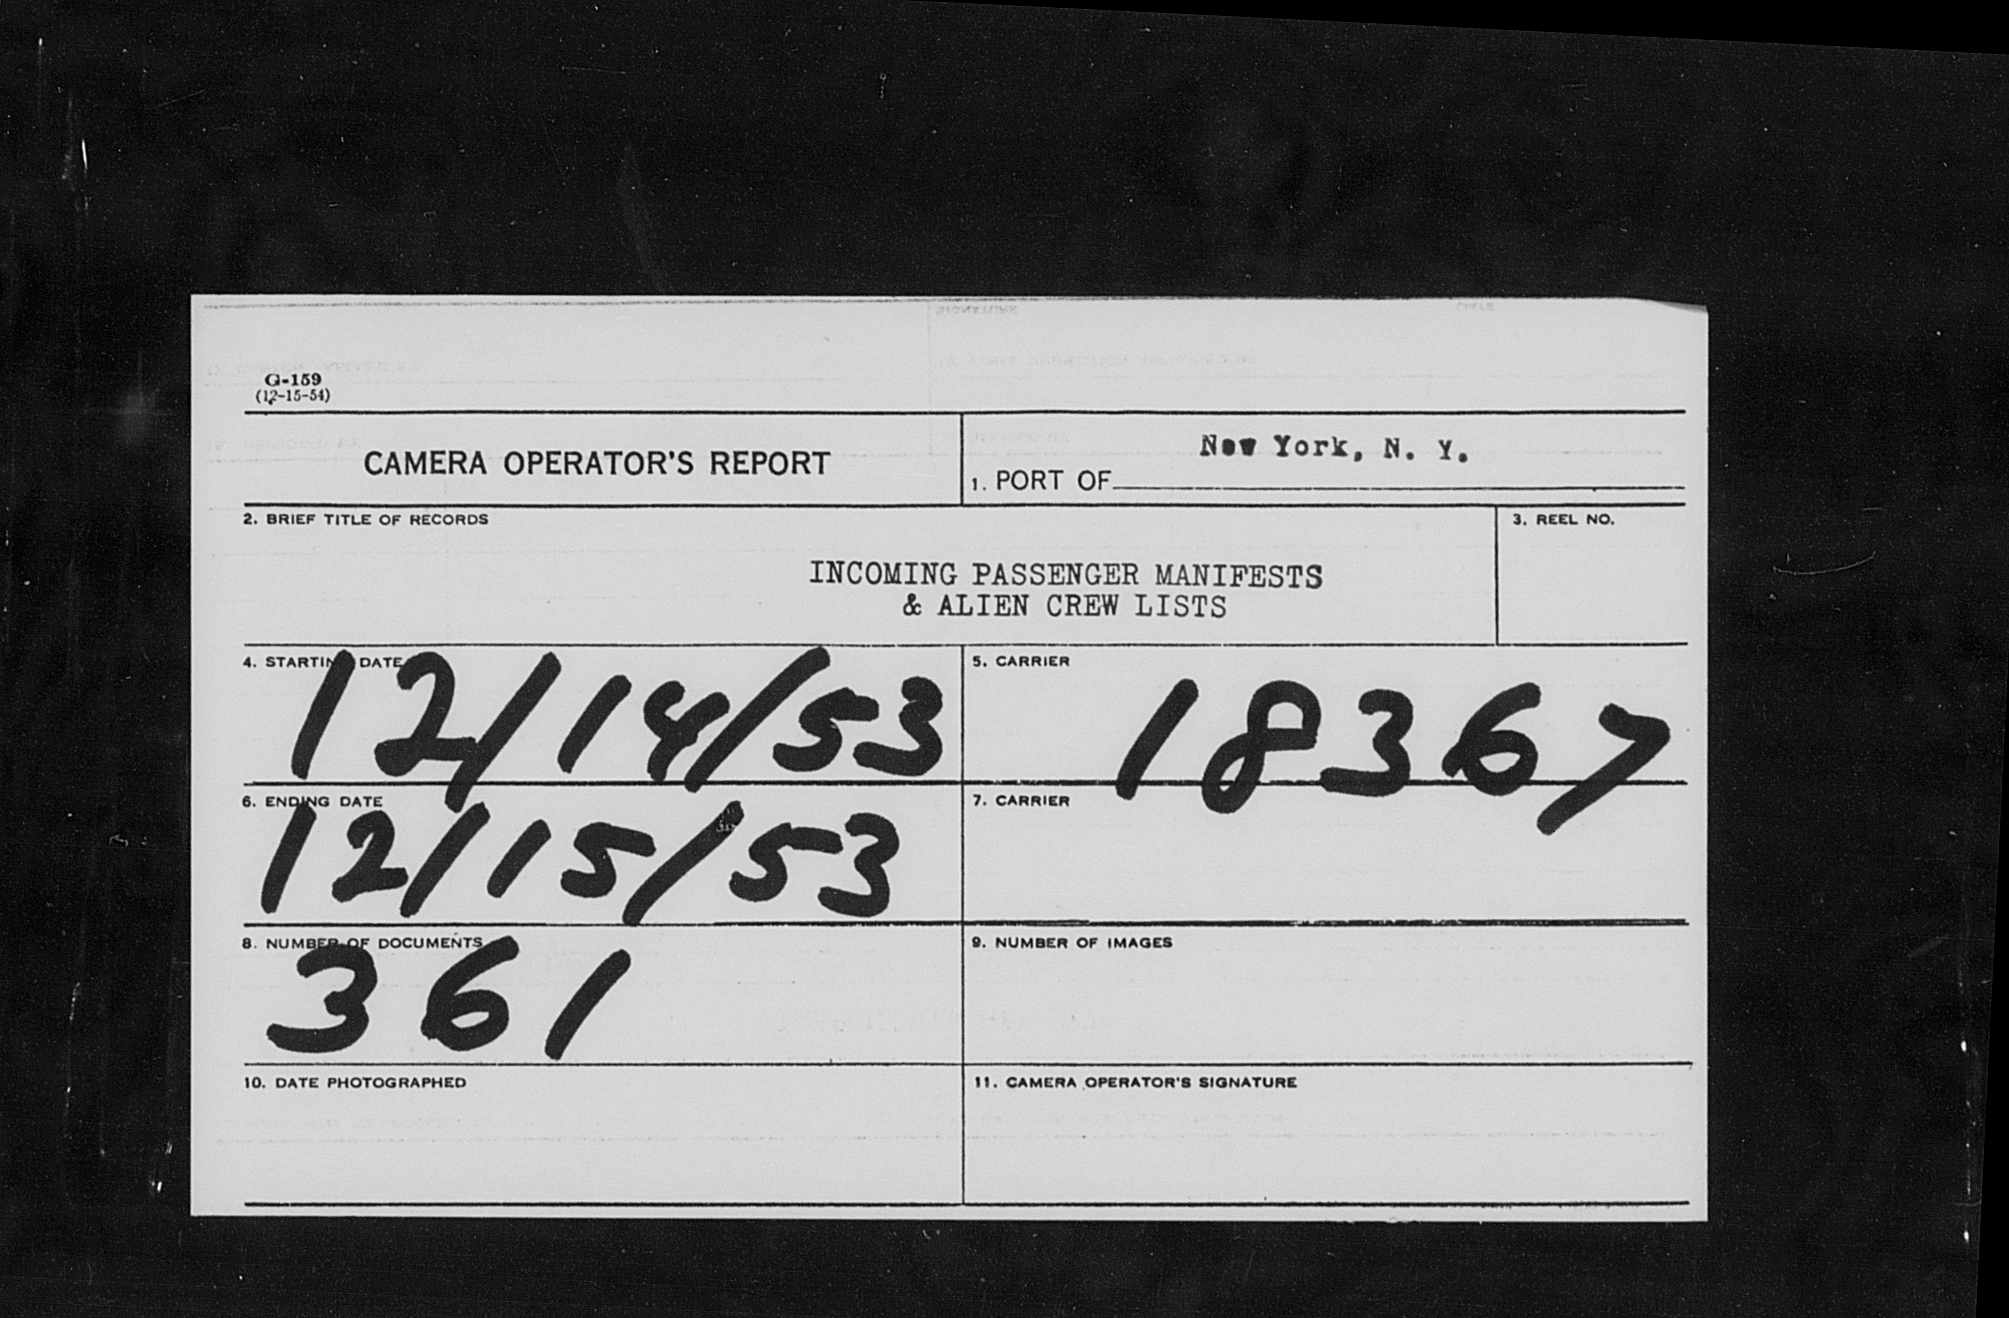 G-159
(12-15-54)
CAMERA OPERATOR'S REPORT
New York, N. Y.
1. PORT OF
2. BRIEF TITLE OF RECORDS
3. REEL NO.
INCOMING PASSENGER MANIFESTS
& ALIEN CREW LISTS
4. STARTING DATE
12/14/53
5. CARRIER
18367
6. ENDING DATE
12/15/53
7. CARRIER
8. NUMBER OF DOCUMENTS
361
9. NUMBER OF IMAGES
10. DATE PHOTOGRAPHED
11. CAMERA OPERATOR'S SIGNATURE